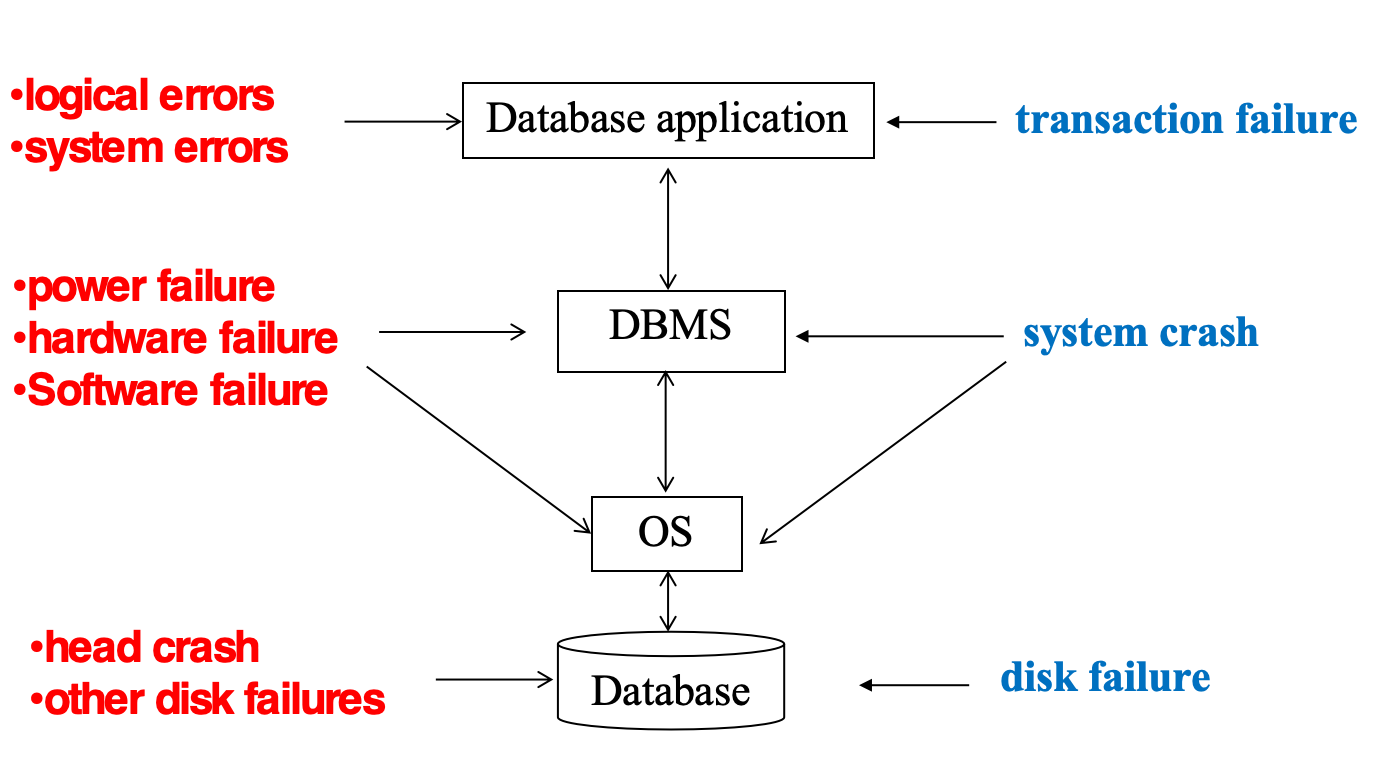 •logical errors
•system errors
Database application
transaction failure
•power failure
•hardware failure
•Software failure
DBMS
system crash
OS
•head crash
•other disk failures
Database
disk failure